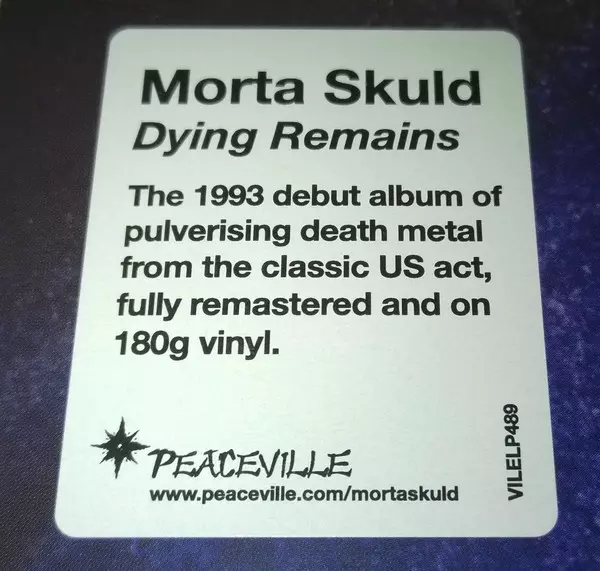 Morta Skuld
Dying Remains
The 1993 debut album of
pulverising death metal
from the classic US act,
fully remastered and on
180g vinyl.
PEACEVILLE
www.peaceville.com/mortaskuld
VILELP489